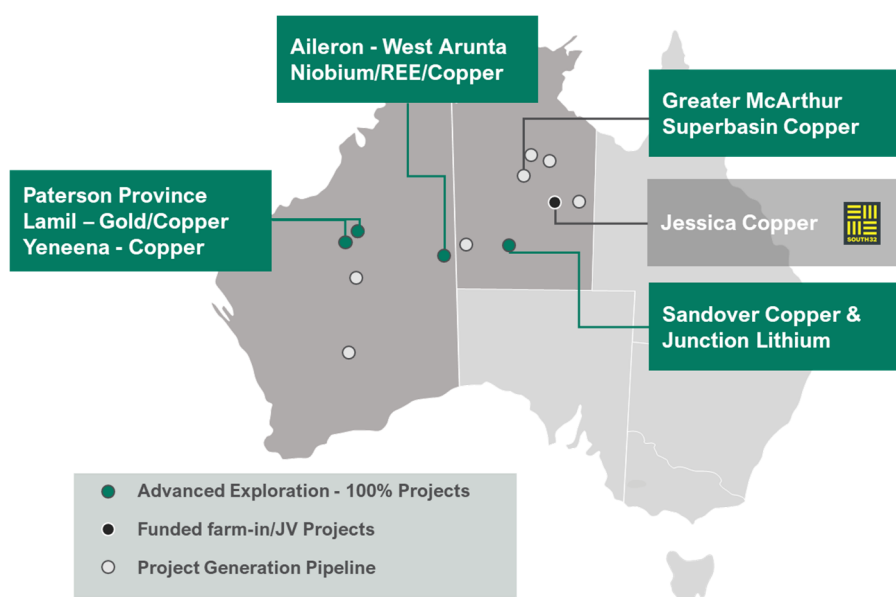 Aileron - West Arunta
Niobium/REE/Copper
Greater McArthur
Superbasin Copper
Paterson Province
Lamil – Gold/Copper
Yeneena - Copper
Jessica Copper
SOUTH32
Sandover Copper &
Junction Lithium
Advanced Exploration - 100% Projects
Funded farm-in/JV Projects
Project Generation Pipeline